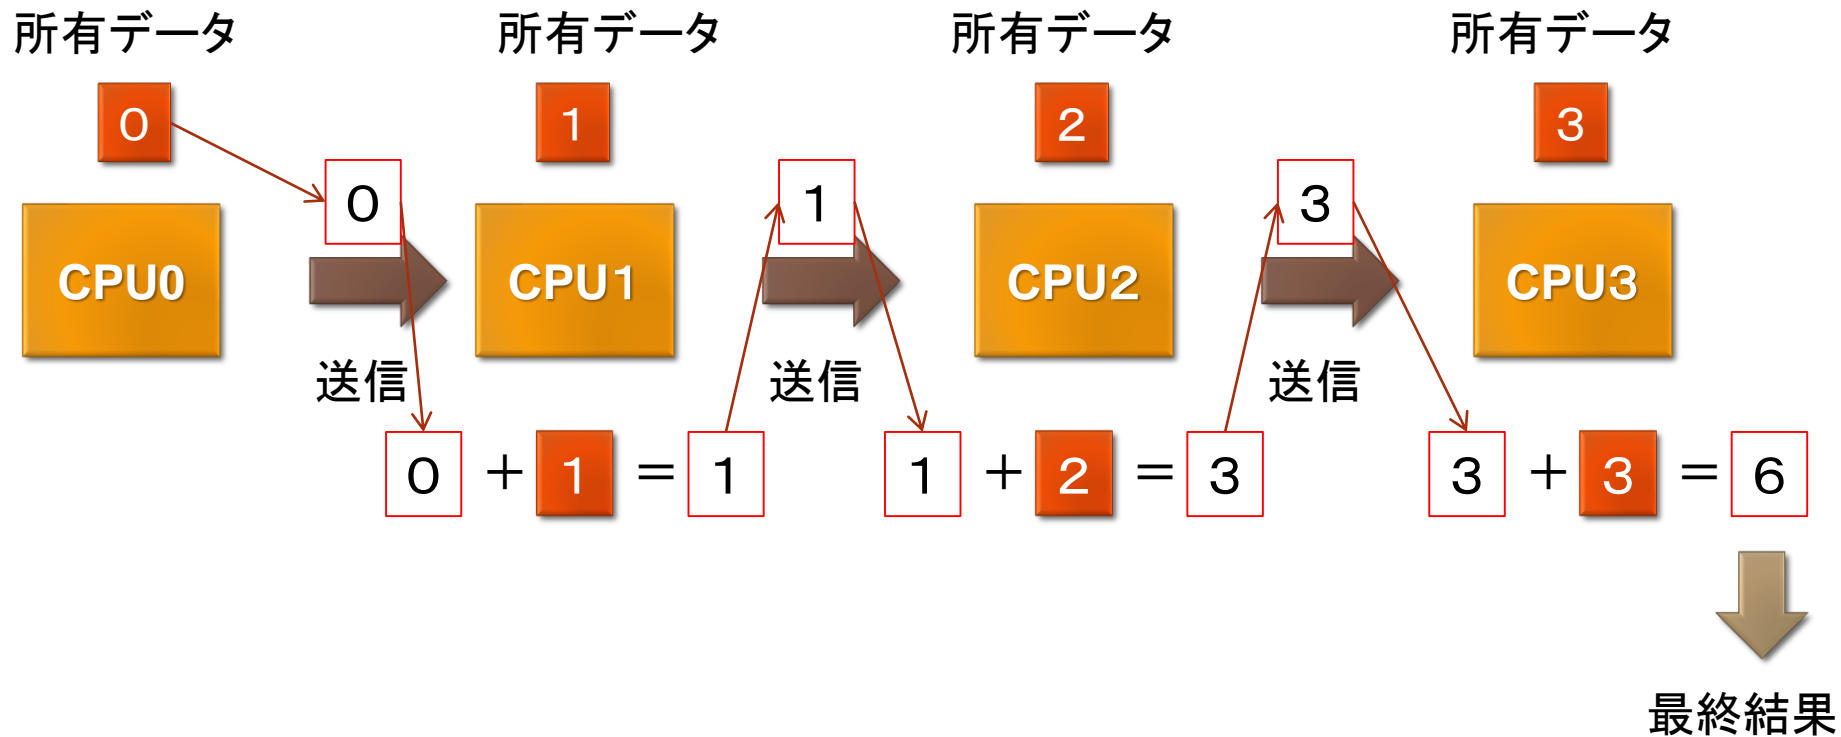 所有データ 所有データ 所有データ 所有データ
0 1 2 3
0 1 3
CPU0 CPU1 CPU2 CPU3
送信 送信 送信
0 + 1 = 1 1 + 2 = 3 3 + 3 = 6
最終結果